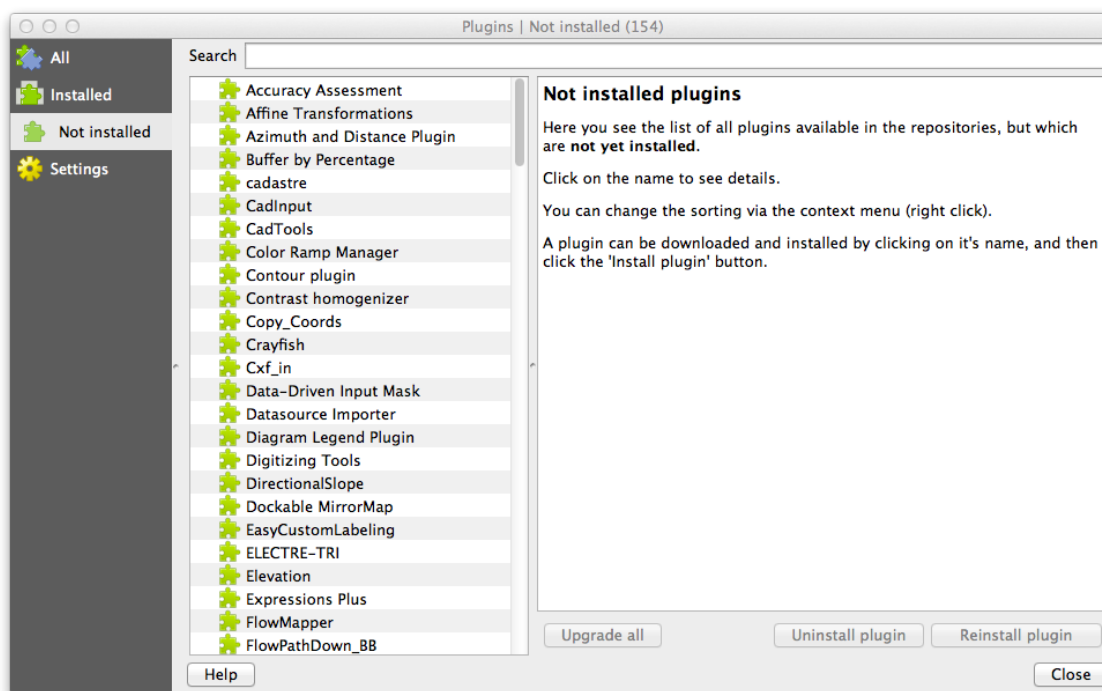 Plugins | Not installed (154)
All
Installed
Not installed
Settings
Search
Accuracy Assessment
Affine Transformations
Azimuth and Distance Plugin
Buffer by Percentage
cadastre
CadInput
CadTools
Color Ramp Manager
Contour plugin
Contrast homogenizer
Copy_Coords
Crayfish
Cxf_in
Data-Driven Input Mask
Datasource Importer
Diagram Legend Plugin
Digitizing Tools
DirectionalSlope
Dockable MirrorMap
EasyCustomLabeling
ELECTRE-TRI
Elevation
Expressions Plus
FlowMapper
FlowPathDown_BB
Not installed plugins
Here you see the list of all plugins available in the repositories, but which
are not yet installed.
Click on the name to see details.
You can change the sorting via the context menu (right click).
A plugin can be downloaded and installed by clicking on it's name, and then
click the 'Install plugin' button.
Upgrade all
Uninstall plugin
Reinstall plugin
Help
Close